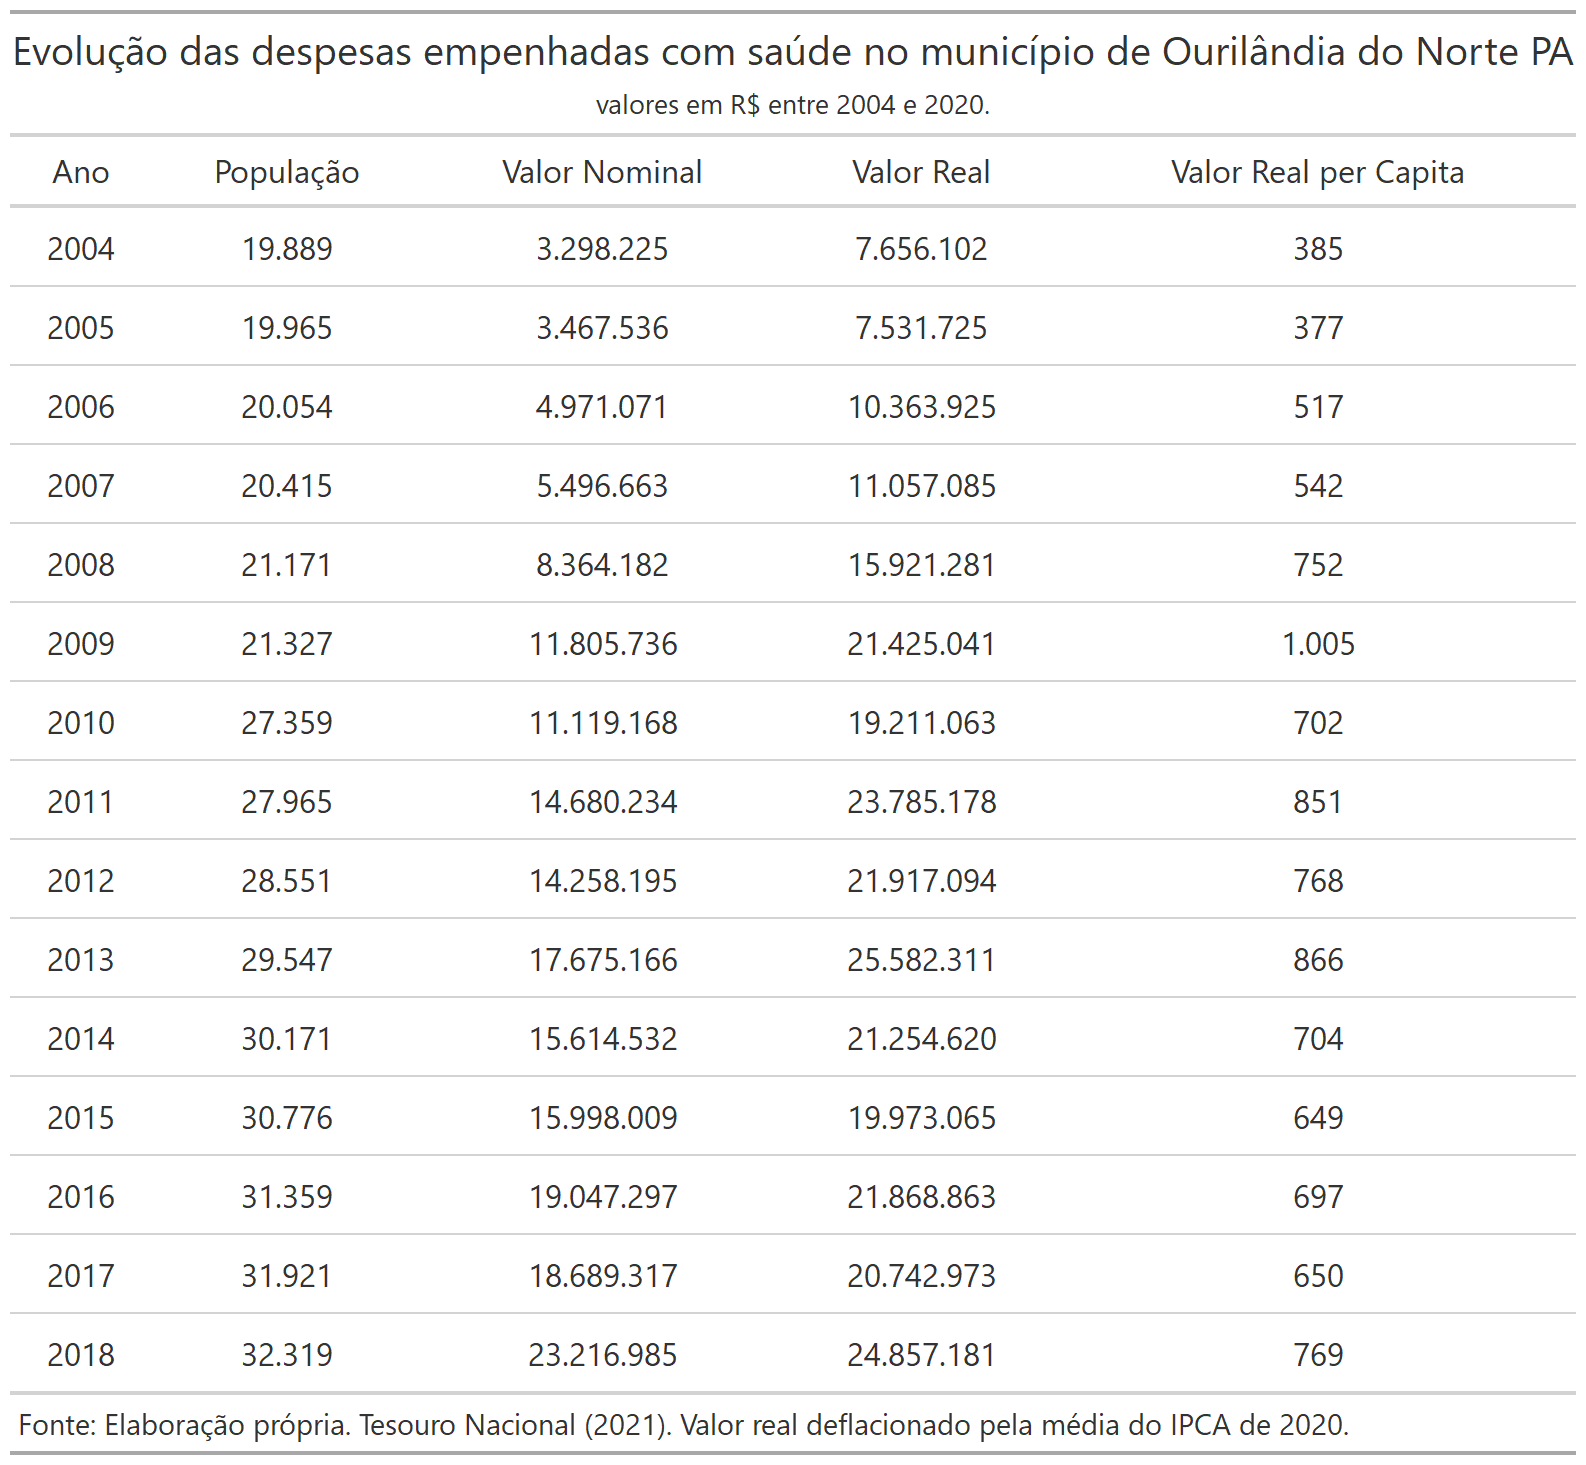 Evolução das despesas empenhadas com saúde no município de Ourilândia do Norte PA
valores em R$ entre 2004 e 2020.
Ano População Valor Nominal Valor Real Valor Real per Capita
2004 19.889 3.298.225 7.656.102 385
2005 19.965 3.467.536 7.531.725 377
2006 20.054 4.971.071 10.363.925 517
2007 20.415 5.496.663 11.057.085 542
2008 21.171 8.364.182 15.921.281 752
2009 21.327 11.805.736 21.425.041 1.005
2010 27.359 11.119.168 19.211.063 702
2011 27.965 14.680.234 23.785.178 851
2012 28.551 14.258.195 21.917.094 768
2013 29.547 17.675.166 25.582.311 866
2014 30.171 15.614.532 21.254.620 704
2015 30.776 15.998.009 19.973.065 649
2016 31.359 19.047.297 21.868.863 697
2017 31.921 18.689.317 20.742.973 650
2018 32.319 23.216.985 24.857.181 769
Fonte: Elaboração própria. Tesouro Nacional (2021). Valor real deflacionado pela média do IPCA de 2020.